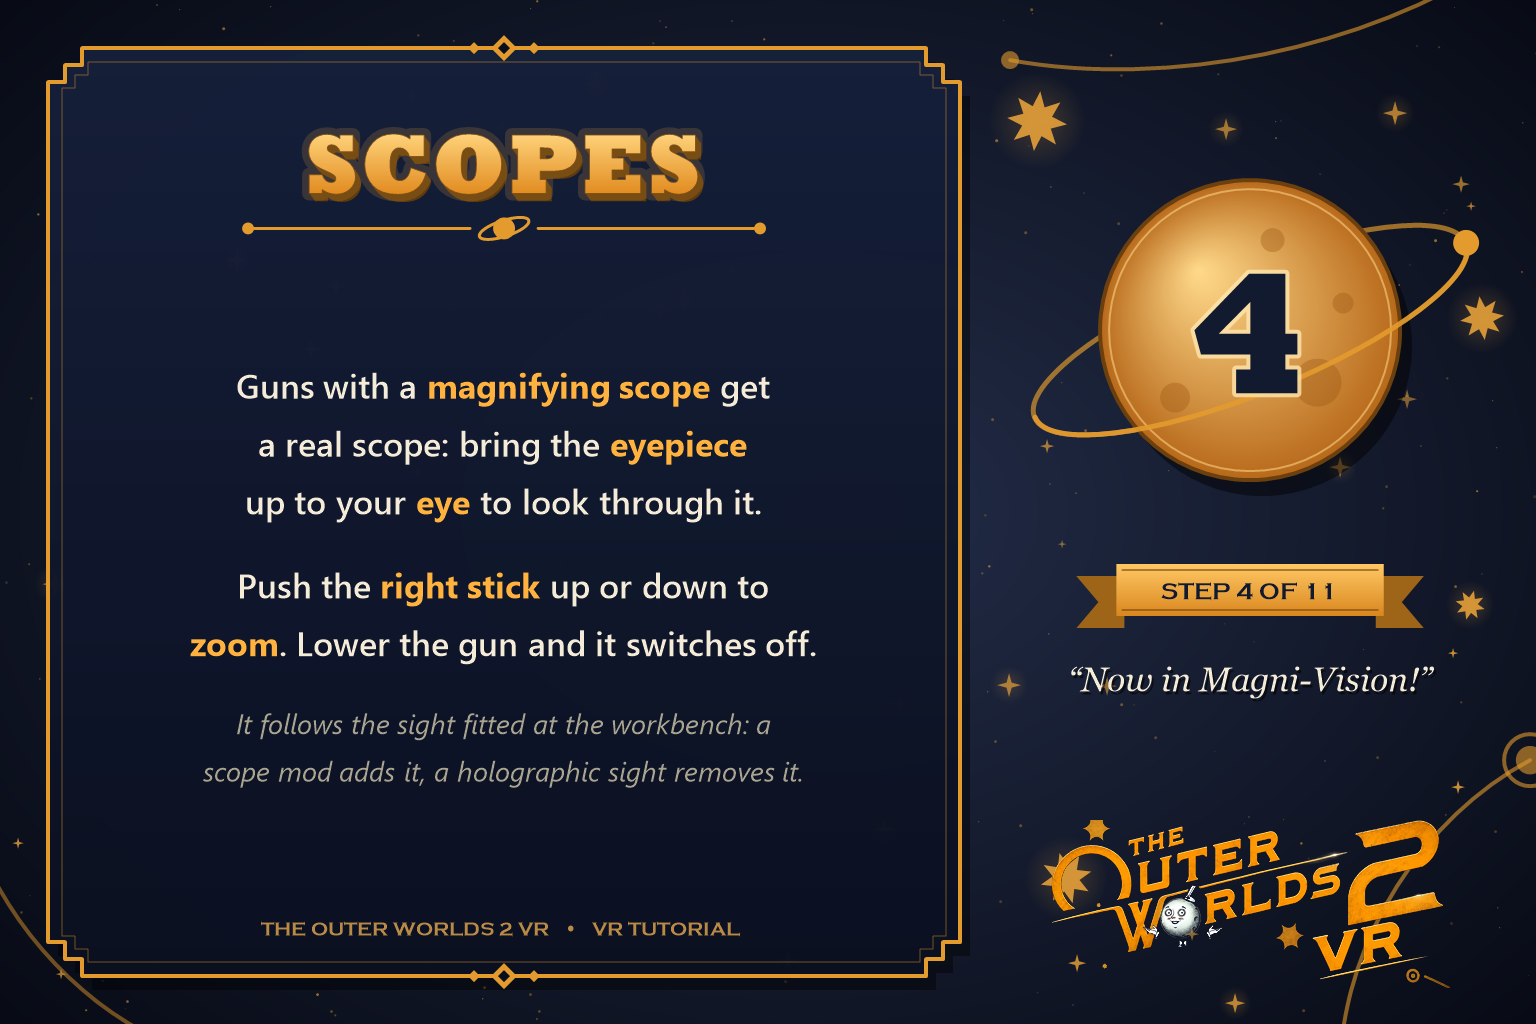 SCOPES
Guns with a magnifying scope get
a real scope: bring the eyepiece
up to your eye to look through it.
Push the right stick up or down to
zoom. Lower the gun and it switches off.
It follows the sight fitted at the workbench: a
scope mod adds it, a holographic sight removes it.
THE OUTER WORLDS 2 VR • VR TUTORIAL
4
STEP 4 OF 11
“Now in Magni-Vision!”
THE
OUTER
WORLDS 2
VR